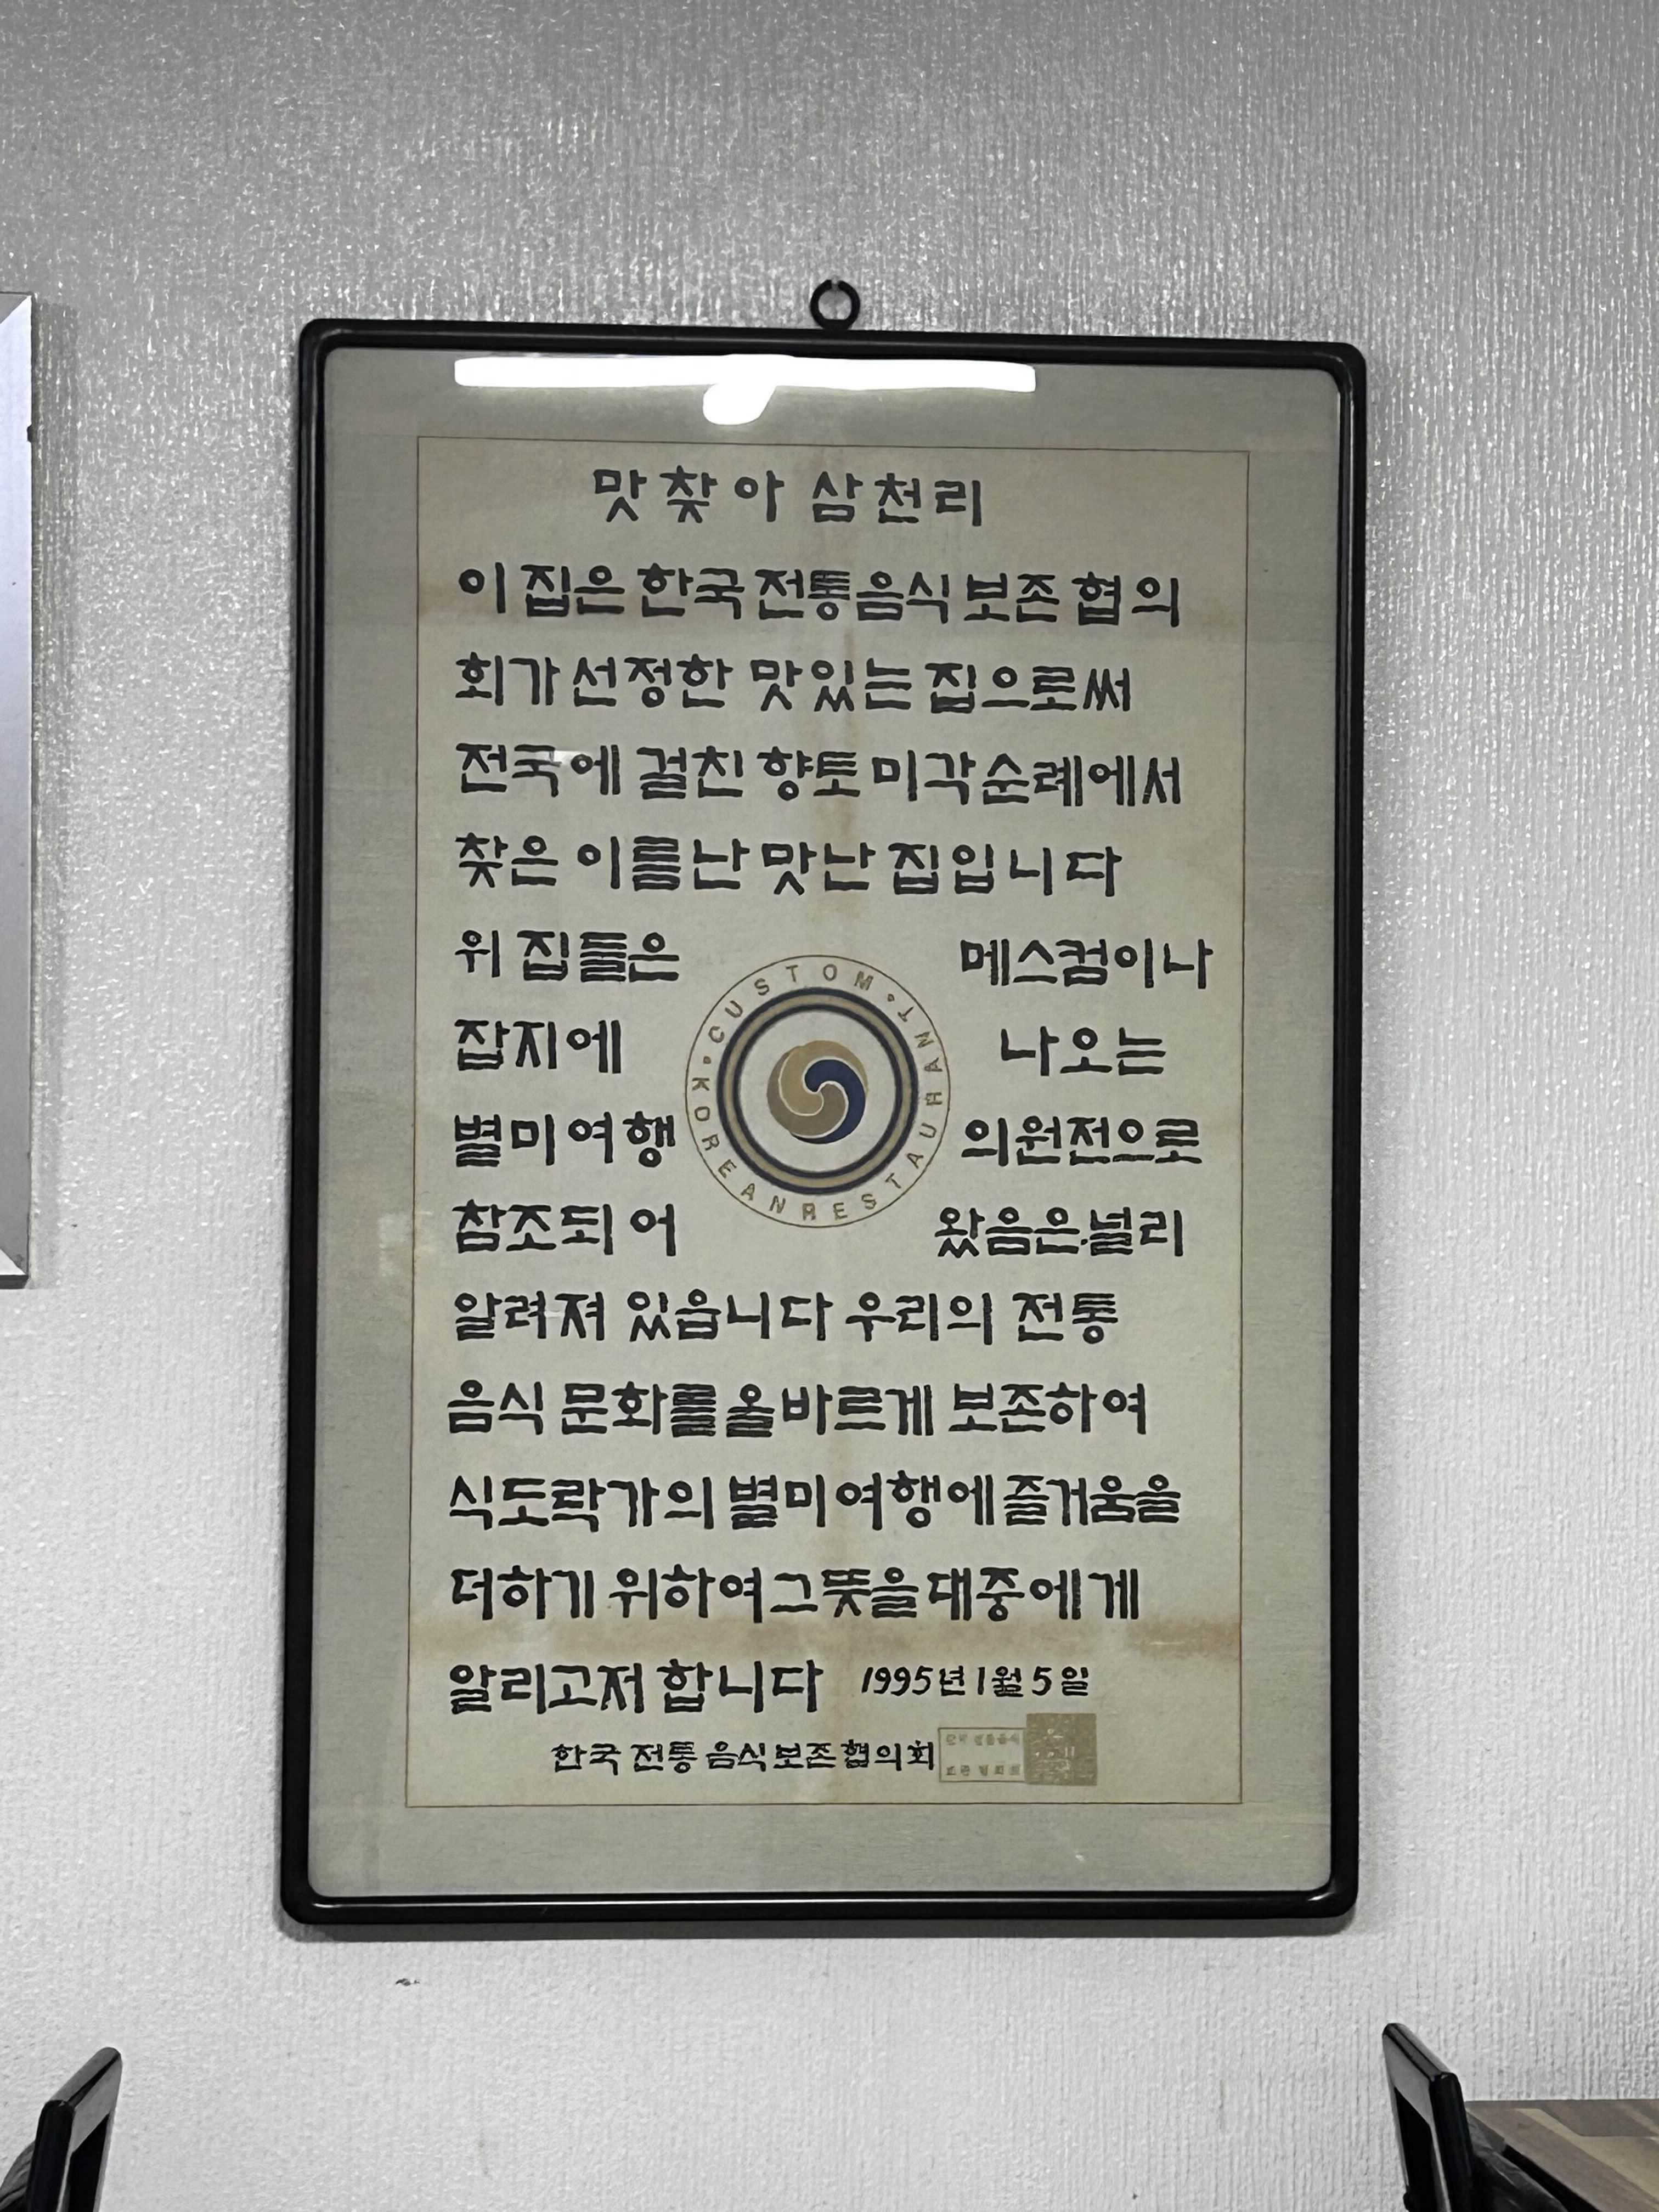 맛 찾아 삼천리
이 집은 한국 전통음식 보존 협의
회가 선정한 맛있는 집으로써
전국에 걸친 향토 미각 순례에서
찾은 이름난 맛난 집입니다
위 집들은 메스컴이나
잡지에 나오는
별미여행 의원전으로
참조되어 왔음은 널리
알려져 있읍니다 우리의 전통
음식 문화를 올바르게 보존하여
식도락가의 별미여행에 즐거움을
더하기 위하여 그 뜻을 대중에게
알리고저 합니다 1995년 1월 5일
한국 전통 음식 보존 협의회
CUSTOM • KOREAN RESTAURANT